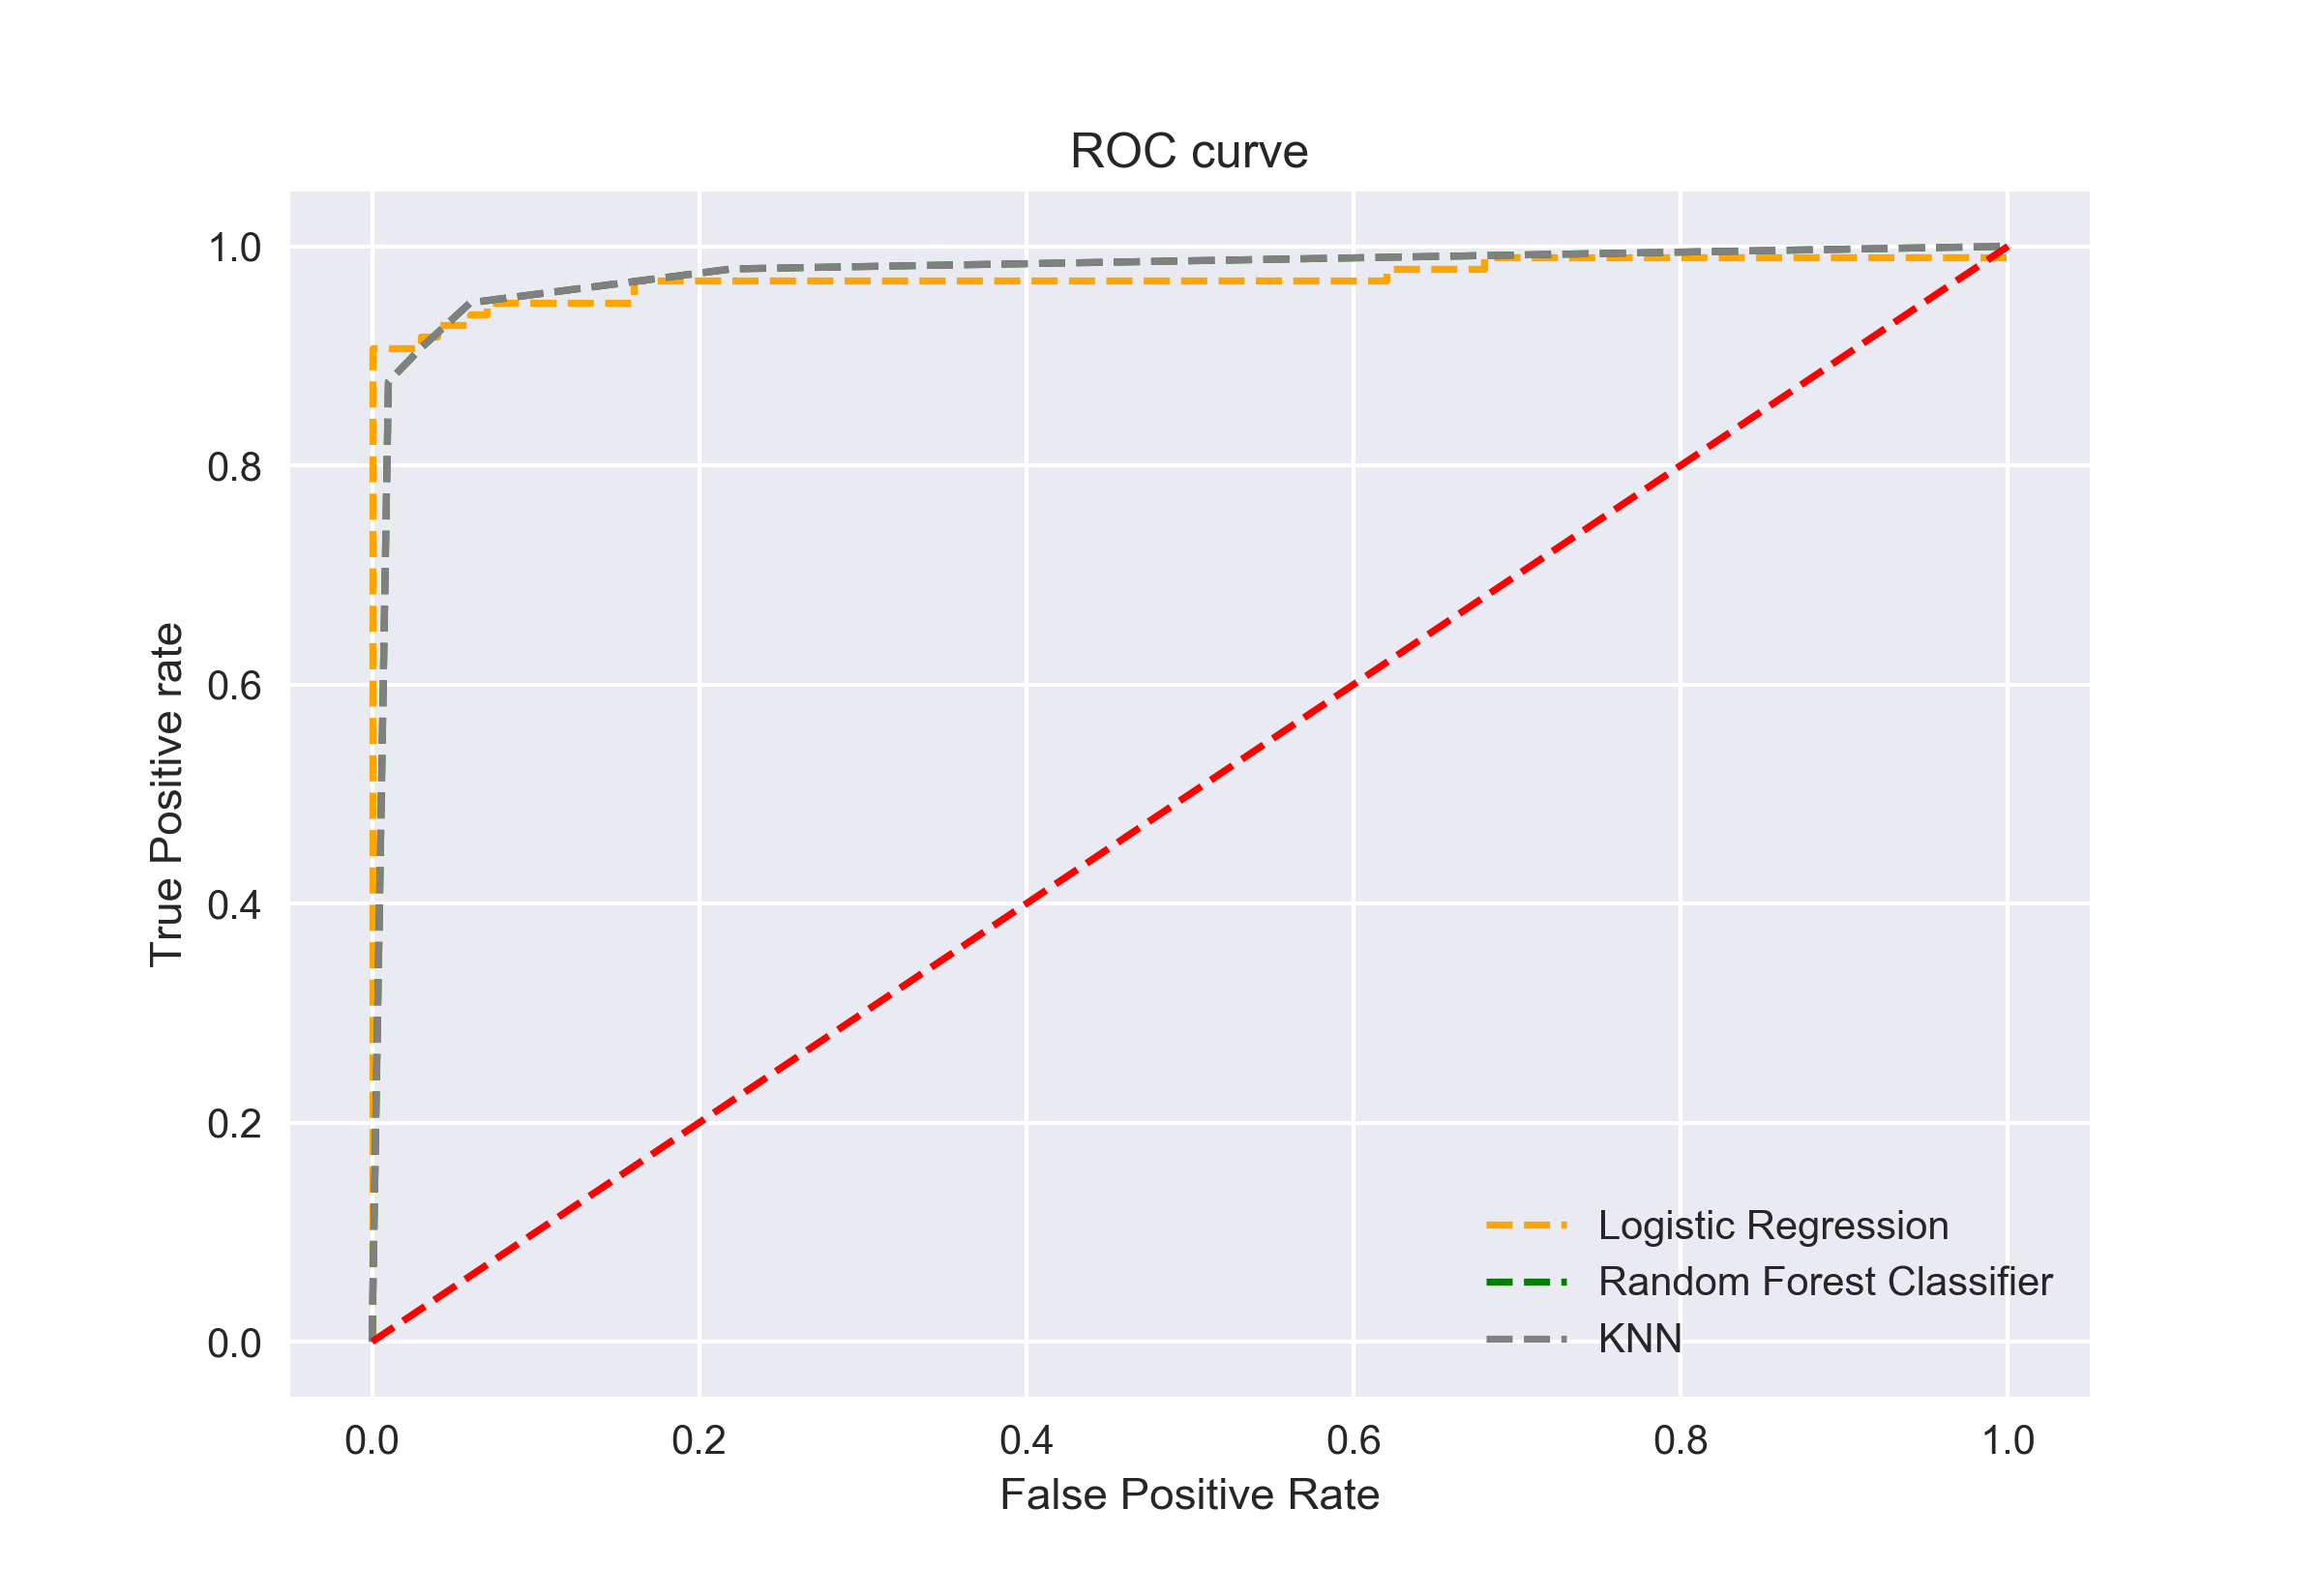 ROC curve
True Positive rate
1.0
0.8
0.6
0.4
0.2
0.0
Logistic Regression
Random Forest Classifier
KNN
0.0 0.2 0.4 0.6 0.8 1.0
False Positive Rate